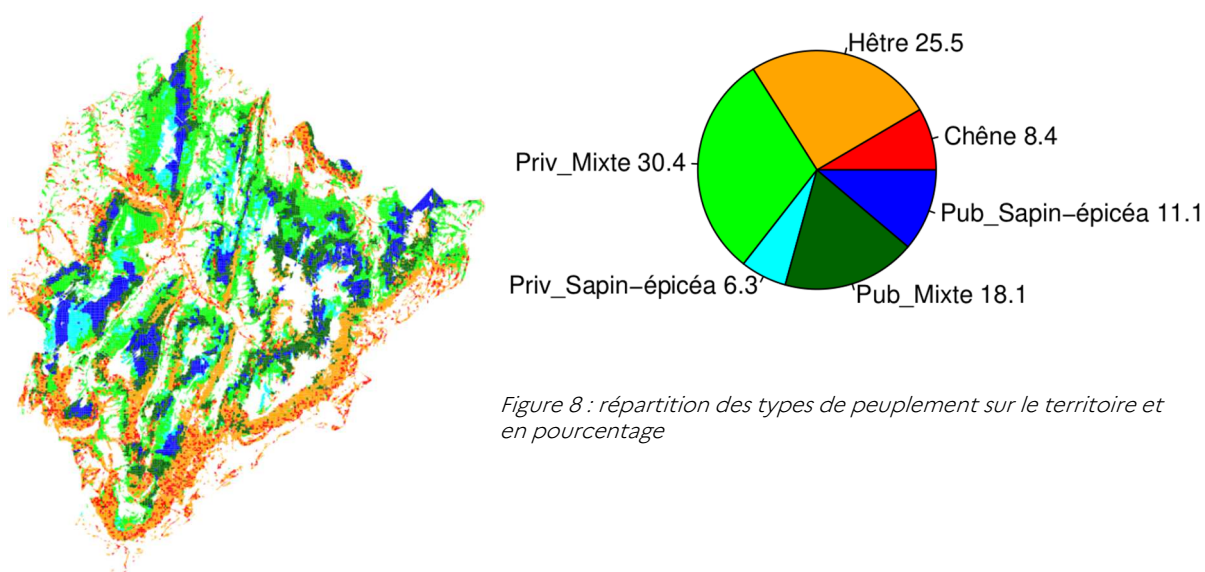 Hêtre 25.5
Chêne 8.4
Priv_Mixte 30.4
Pub_Sapin−épicéa 11.1
Priv_Sapin−épicéa 6.3
Pub_Mixte 18.1
Figure 8 : répartition des types de peuplement sur le territoire et
en pourcentage